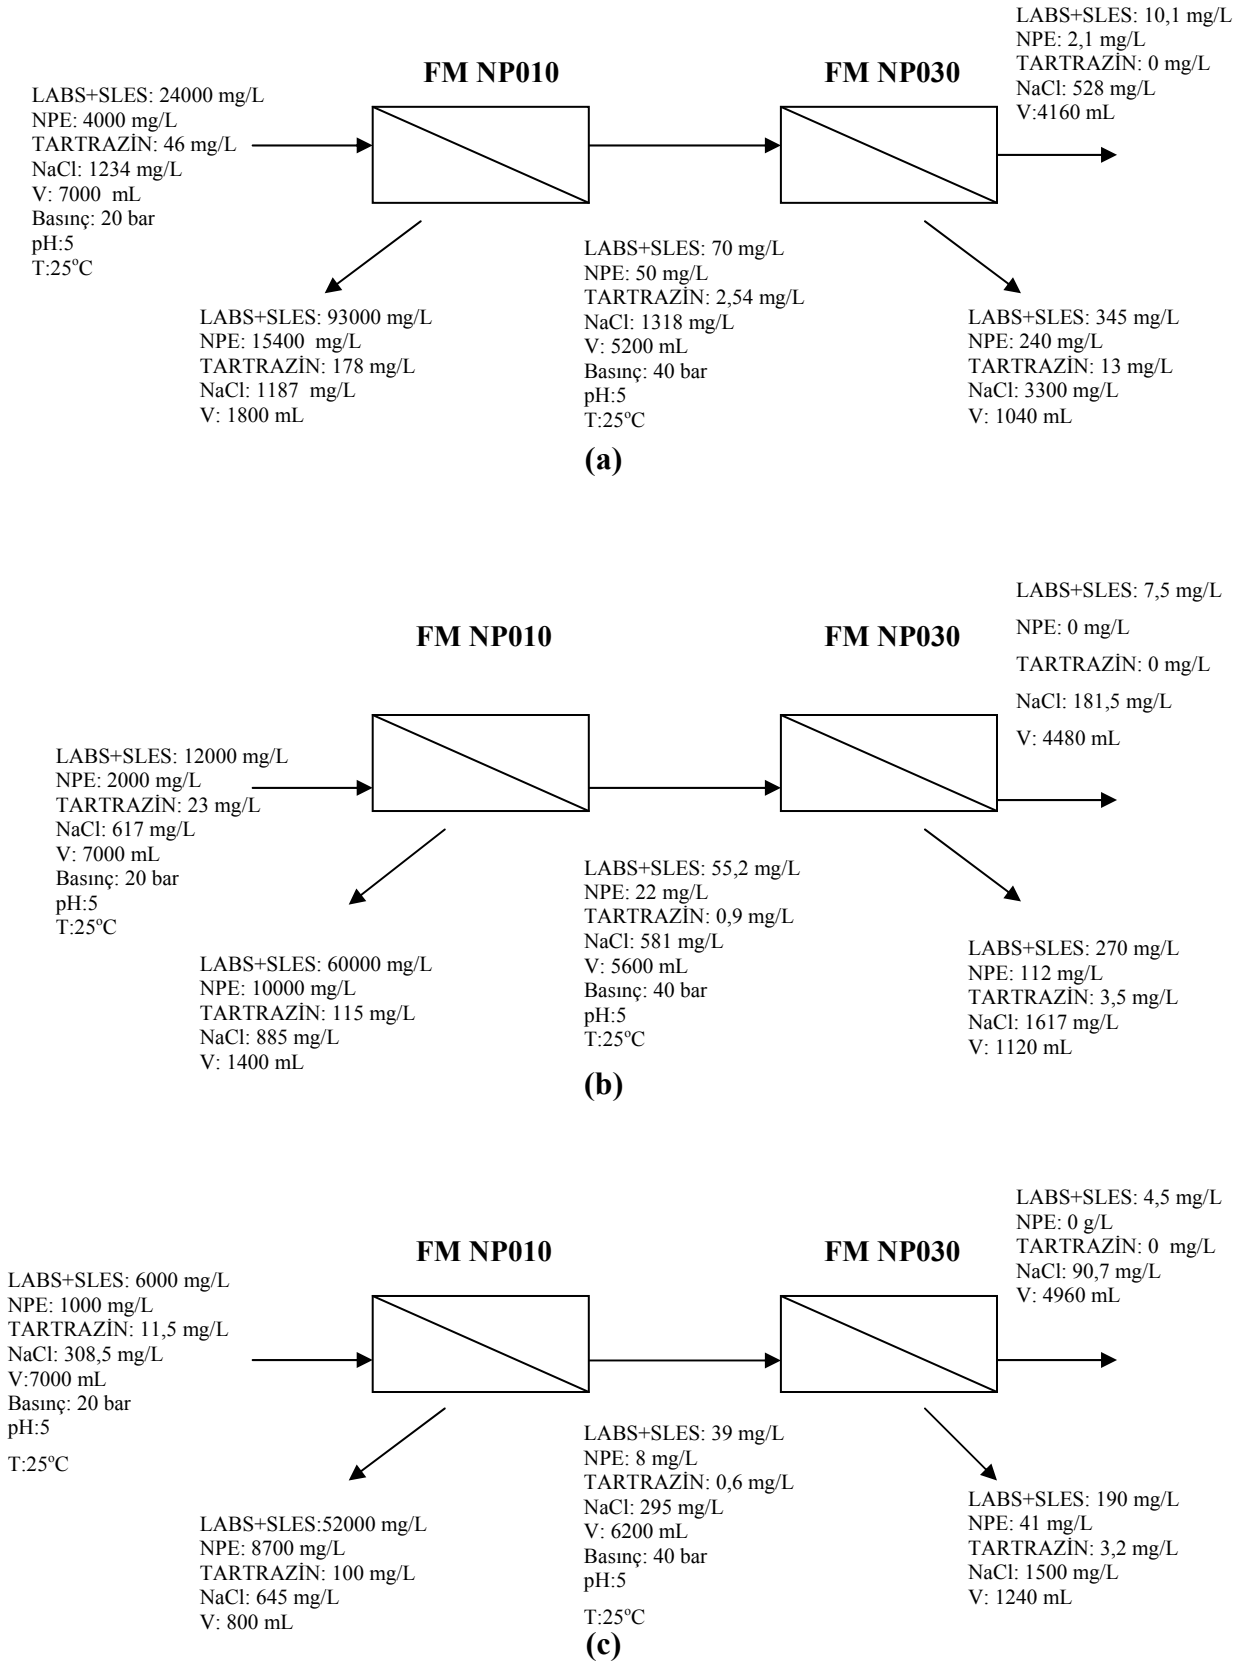 FM NP010
FM NP030
LABS+SLES: 10,1 mg/L
NPE: 2,1 mg/L
TARTRAZİN: 0 mg/L
NaCl: 528 mg/L
V:4160 mL
LABS+SLES: 24000 mg/L
NPE: 4000 mg/L
TARTRAZİN: 46 mg/L
NaCl: 1234 mg/L
V: 7000 mL
Basınç: 20 bar
pH:5
T:25°C
LABS+SLES: 93000 mg/L
NPE: 15400 mg/L
TARTRAZİN: 178 mg/L
NaCl: 1187 mg/L
V: 1800 mL
LABS+SLES: 70 mg/L
NPE: 50 mg/L
TARTRAZİN: 2,54 mg/L
NaCl: 1318 mg/L
V: 5200 mL
Basınç: 40 bar
pH:5
T:25°C
LABS+SLES: 345 mg/L
NPE: 240 mg/L
TARTRAZİN: 13 mg/L
NaCl: 3300 mg/L
V: 1040 mL
(a)
FM NP010
FM NP030
LABS+SLES: 7,5 mg/L
NPE: 0 mg/L
TARTRAZİN: 0 mg/L
NaCl: 181,5 mg/L
V: 4480 mL
LABS+SLES: 12000 mg/L
NPE: 2000 mg/L
TARTRAZİN: 23 mg/L
NaCl: 617 mg/L
V: 7000 mL
Basınç: 20 bar
pH:5
T:25°C
LABS+SLES: 60000 mg/L
NPE: 10000 mg/L
TARTRAZİN: 115 mg/L
NaCl: 885 mg/L
V: 1400 mL
LABS+SLES: 55,2 mg/L
NPE: 22 mg/L
TARTRAZİN: 0,9 mg/L
NaCl: 581 mg/L
V: 5600 mL
Basınç: 40 bar
pH:5
T:25°C
LABS+SLES: 270 mg/L
NPE: 112 mg/L
TARTRAZİN: 3,5 mg/L
NaCl: 1617 mg/L
V: 1120 mL
(b)
FM NP010
FM NP030
LABS+SLES: 4,5 mg/L
NPE: 0 g/L
TARTRAZİN: 0 mg/L
NaCl: 90,7 mg/L
V: 4960 mL
LABS+SLES: 6000 mg/L
NPE: 1000 mg/L
TARTRAZİN: 11,5 mg/L
NaCl: 308,5 mg/L
V:7000 mL
Basınç: 20 bar
pH:5
T:25°C
LABS+SLES:52000 mg/L
NPE: 8700 mg/L
TARTRAZİN: 100 mg/L
NaCl: 645 mg/L
V: 800 mL
LABS+SLES: 39 mg/L
NPE: 8 mg/L
TARTRAZİN: 0,6 mg/L
NaCl: 295 mg/L
V: 6200 mL
Basınç: 40 bar
pH:5
T:25°C
LABS+SLES: 190 mg/L
NPE: 41 mg/L
TARTRAZİN: 3,2 mg/L
NaCl: 1500 mg/L
V: 1240 mL
(c)